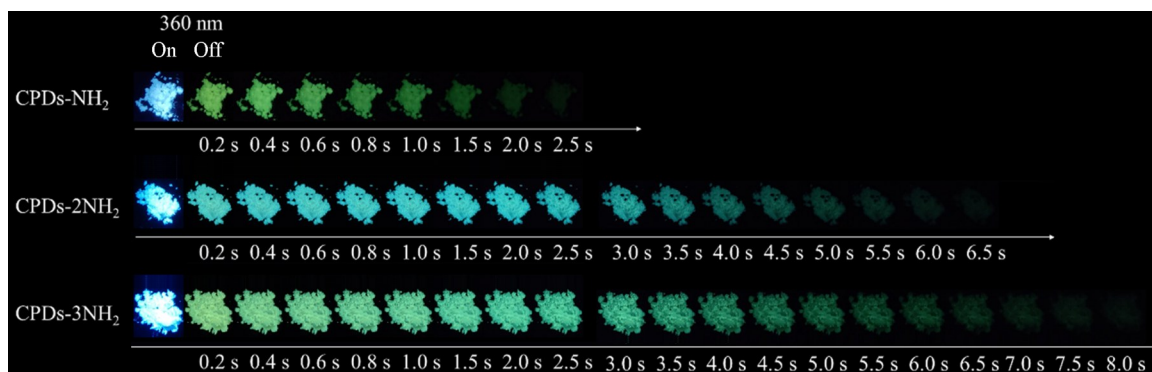 360 nm
On Off
CPDs-NH₂
0.2 s 0.4 s 0.6 s 0.8 s 1.0 s 1.5 s 2.0 s 2.5 s
CPDs-2NH₂
0.2 s 0.4 s 0.6 s 0.8 s 1.0 s 1.5 s 2.0 s 2.5 s 3.0 s 3.5 s 4.0 s 4.5 s 5.0 s 5.5 s 6.0 s 6.5 s
CPDs-3NH₂
0.2 s 0.4 s 0.6 s 0.8 s 1.0 s 1.5 s 2.0 s 2.5 s 3.0 s 3.5 s 4.0 s 4.5 s 5.0 s 5.5 s 6.0 s 6.5 s 7.0 s 7.5 s 8.0 s